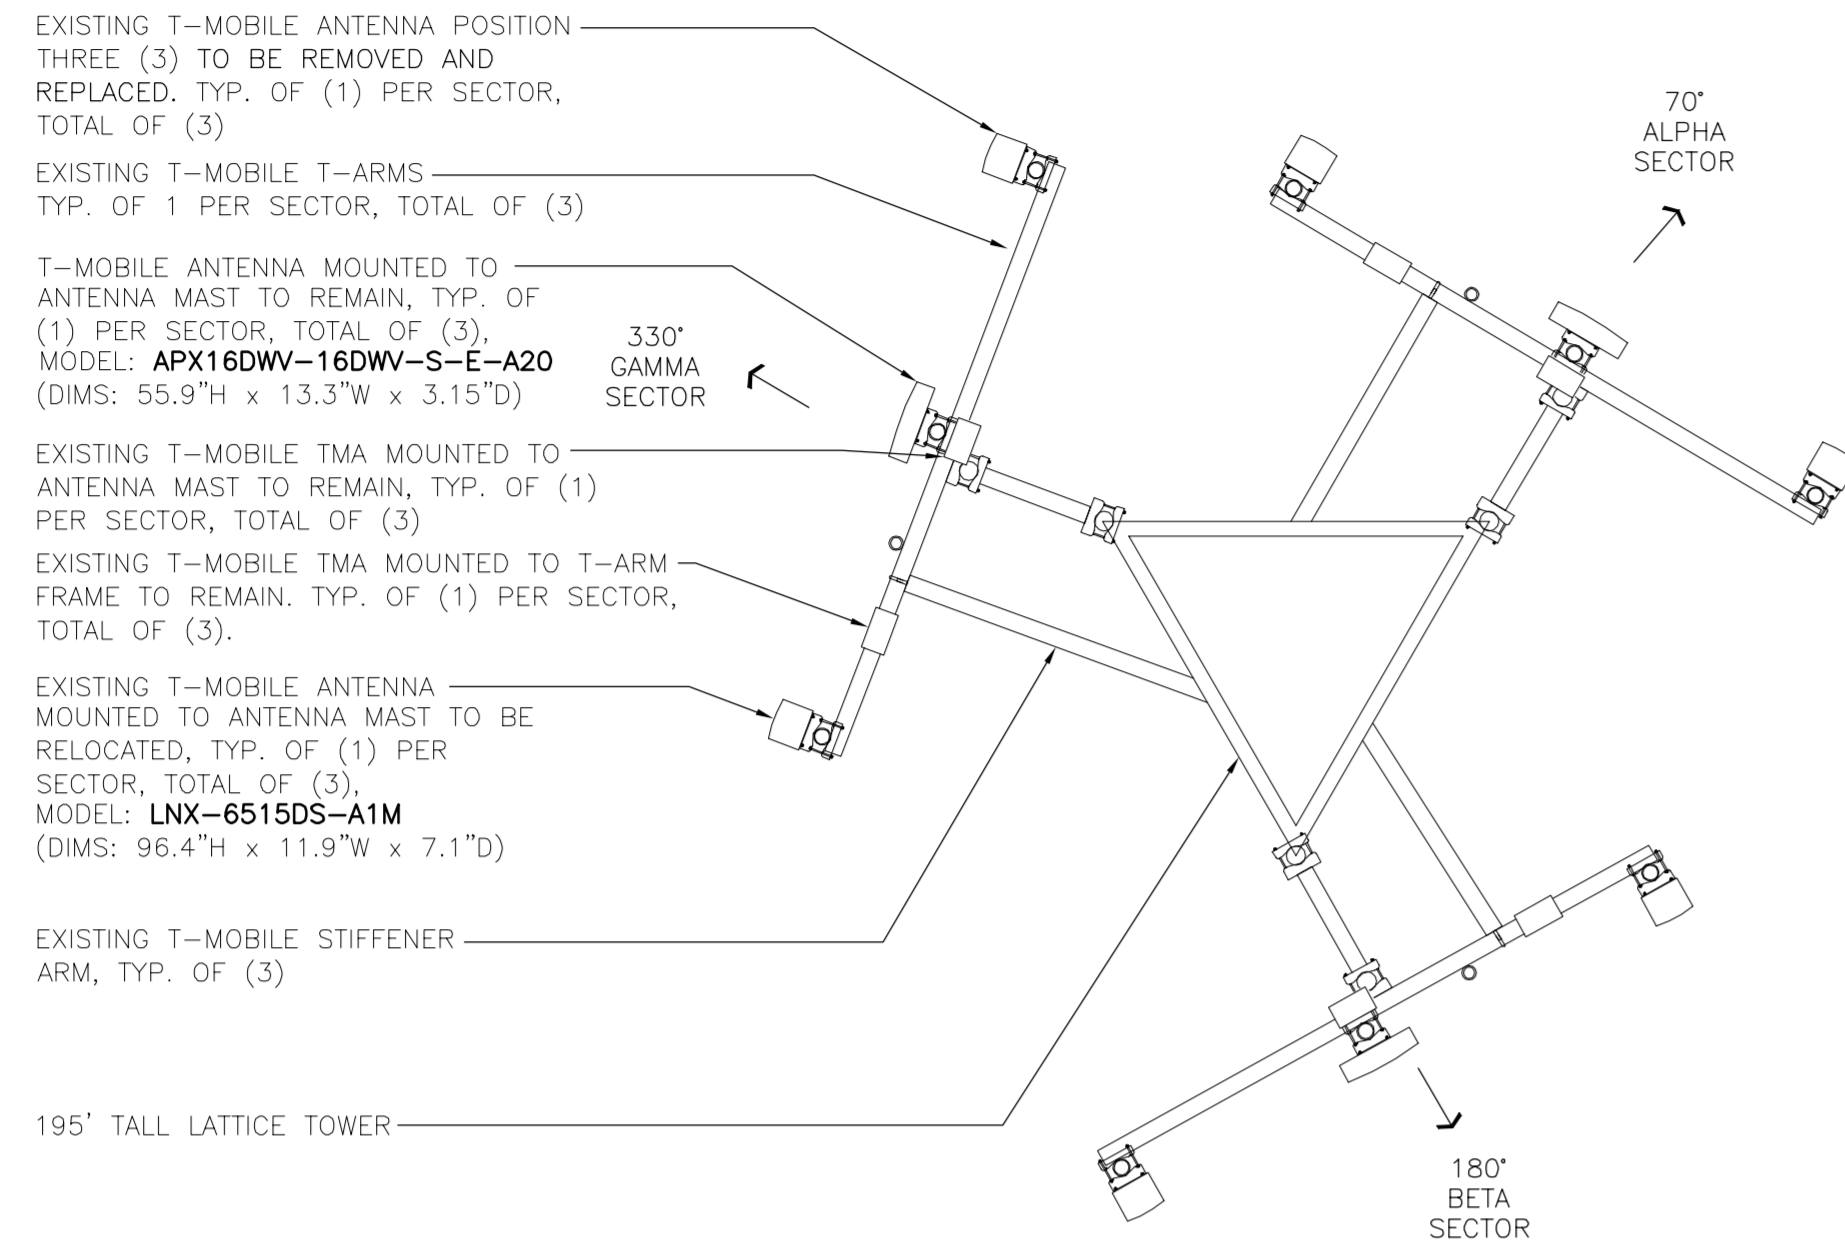 EXISTING T-MOBILE ANTENNA POSITION
THREE (3) TO BE REMOVED AND
REPLACED. TYP. OF (1) PER SECTOR,
TOTAL OF (3)
EXISTING T-MOBILE T-ARMS
TYP. OF 1 PER SECTOR, TOTAL OF (3)
T-MOBILE ANTENNA MOUNTED TO
ANTENNA MAST TO REMAIN, TYP. OF
(1) PER SECTOR, TOTAL OF (3),
MODEL: APX16DWV-16DWV-S-E-A20
(DIMS: 55.9"H x 13.3"W x 3.15"D)
EXISTING T-MOBILE TMA MOUNTED TO
ANTENNA MAST TO REMAIN, TYP. OF (1)
PER SECTOR, TOTAL OF (3)
EXISTING T-MOBILE TMA MOUNTED TO T-ARM
FRAME TO REMAIN. TYP. OF (1) PER SECTOR,
TOTAL OF (3).
EXISTING T-MOBILE ANTENNA
MOUNTED TO ANTENNA MAST TO BE
RELOCATED, TYP. OF (1) PER
SECTOR, TOTAL OF (3),
MODEL: LNX-6515DS-A1M
(DIMS: 96.4"H x 11.9"W x 7.1"D)
EXISTING T-MOBILE STIFFENER
ARM, TYP. OF (3)
195' TALL LATTICE TOWER
330°
GAMMA
SECTOR
70°
ALPHA
SECTOR
180°
BETA
SECTOR